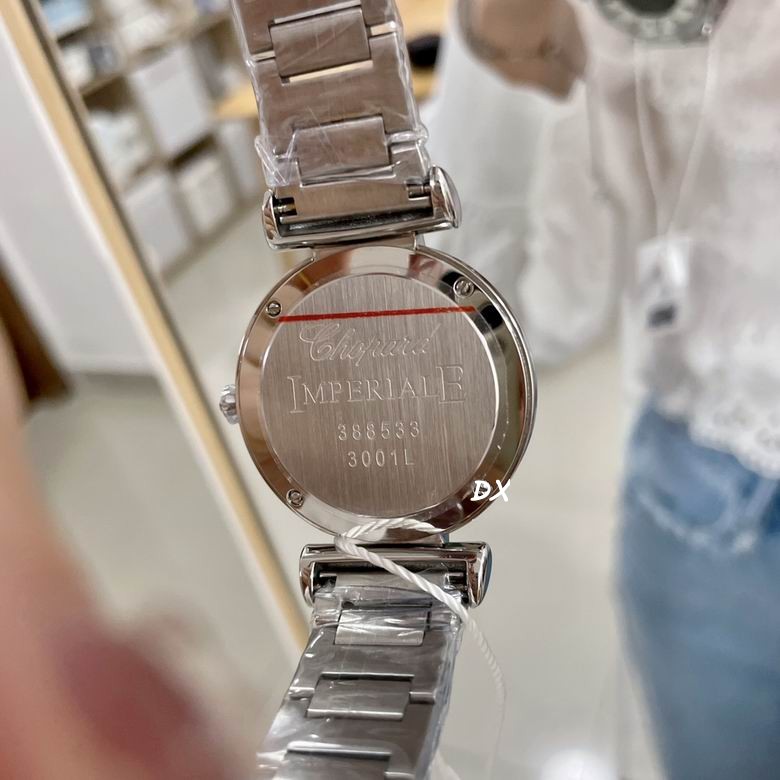 Chopard
IMPERIALE
388533
3001L
DX